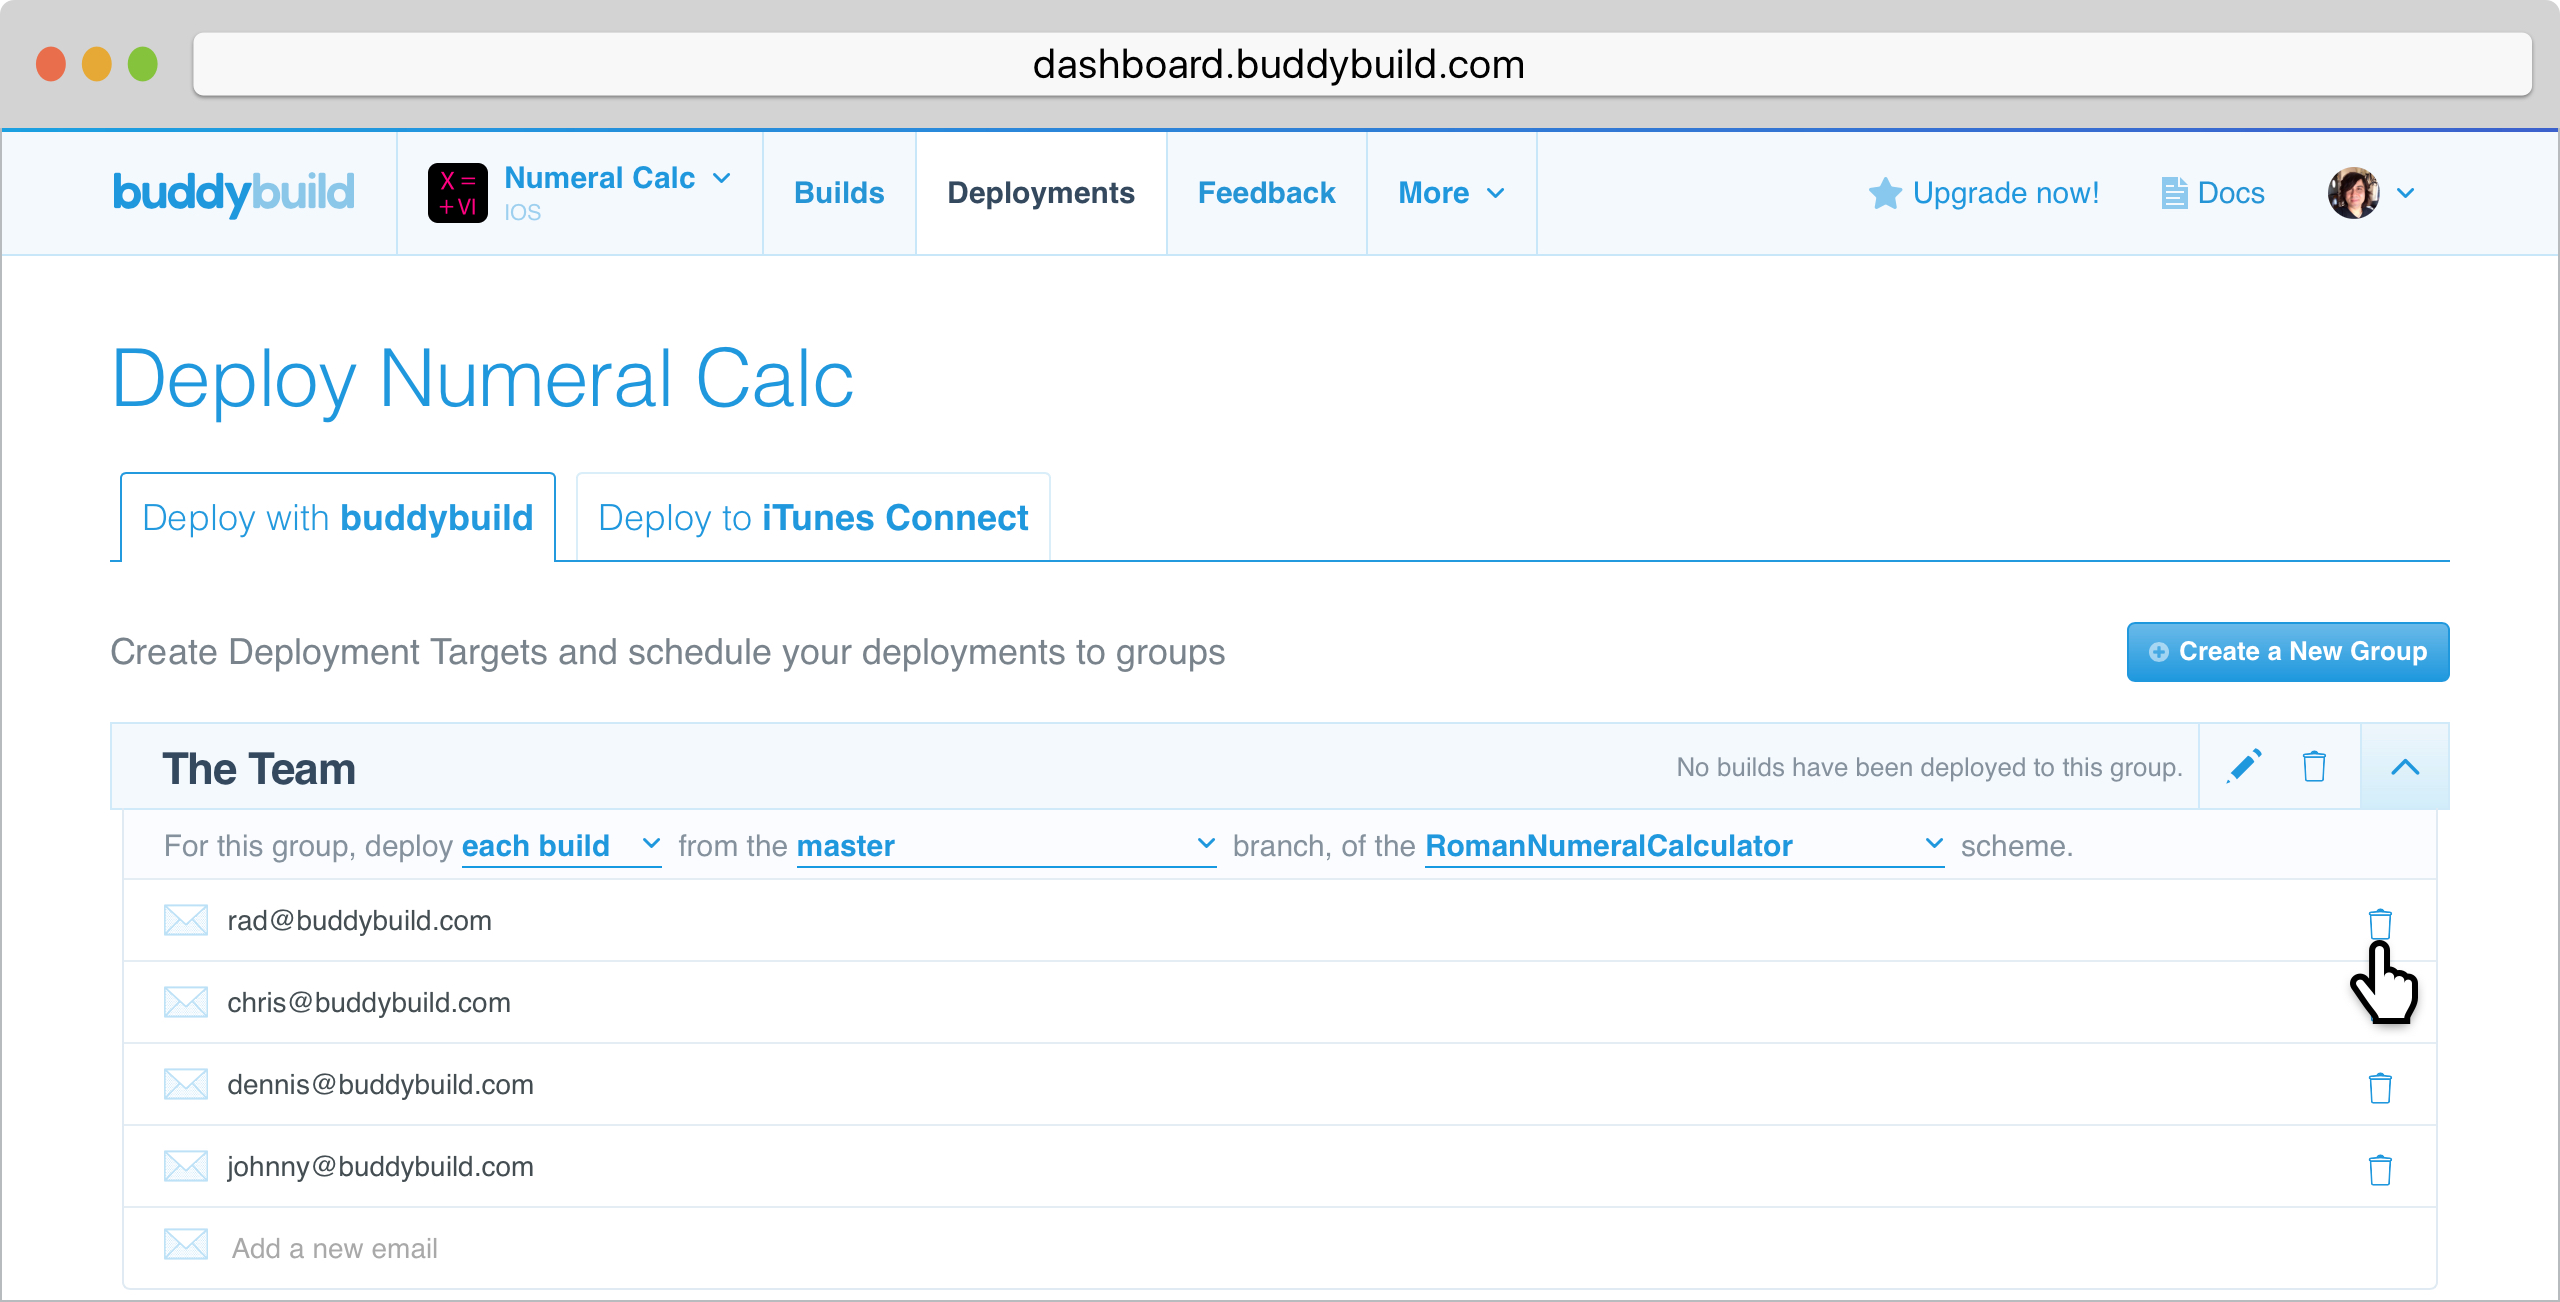 dashboard.buddybuild.com
buddybuild
X =
+ VI
Numeral Calc
IOS
Builds
Deployments
Feedback
More
Upgrade now!
Docs
Deploy Numeral Calc
Deploy with buddybuild
Deploy to iTunes Connect
Create Deployment Targets and schedule your deployments to groups
Create a New Group
The Team
No builds have been deployed to this group.
For this group, deploy each build from the master branch, of the RomanNumeralCalculator scheme.
rad@buddybuild.com
chris@buddybuild.com
dennis@buddybuild.com
johnny@buddybuild.com
Add a new email